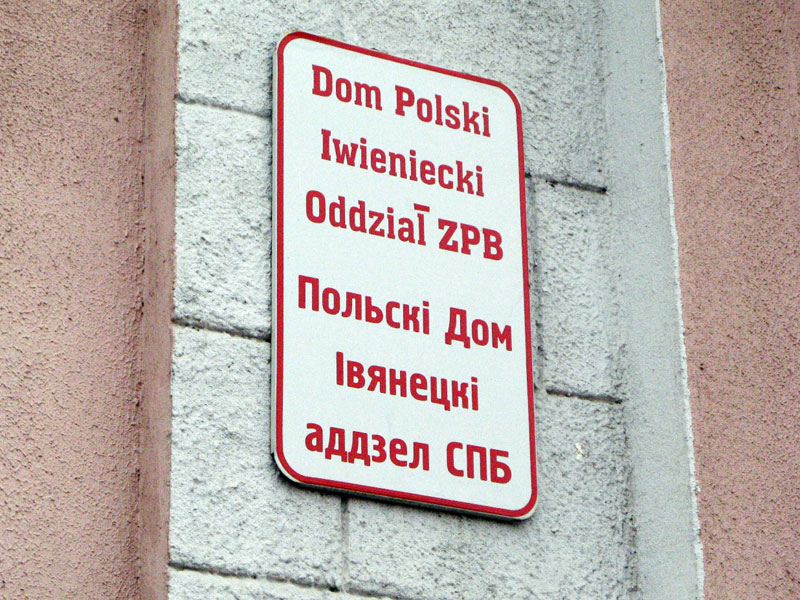 Dom Polski
Iwieniecki
Oddział ZPB
Польскі Дом
Івянецкі
аддзел СПБ